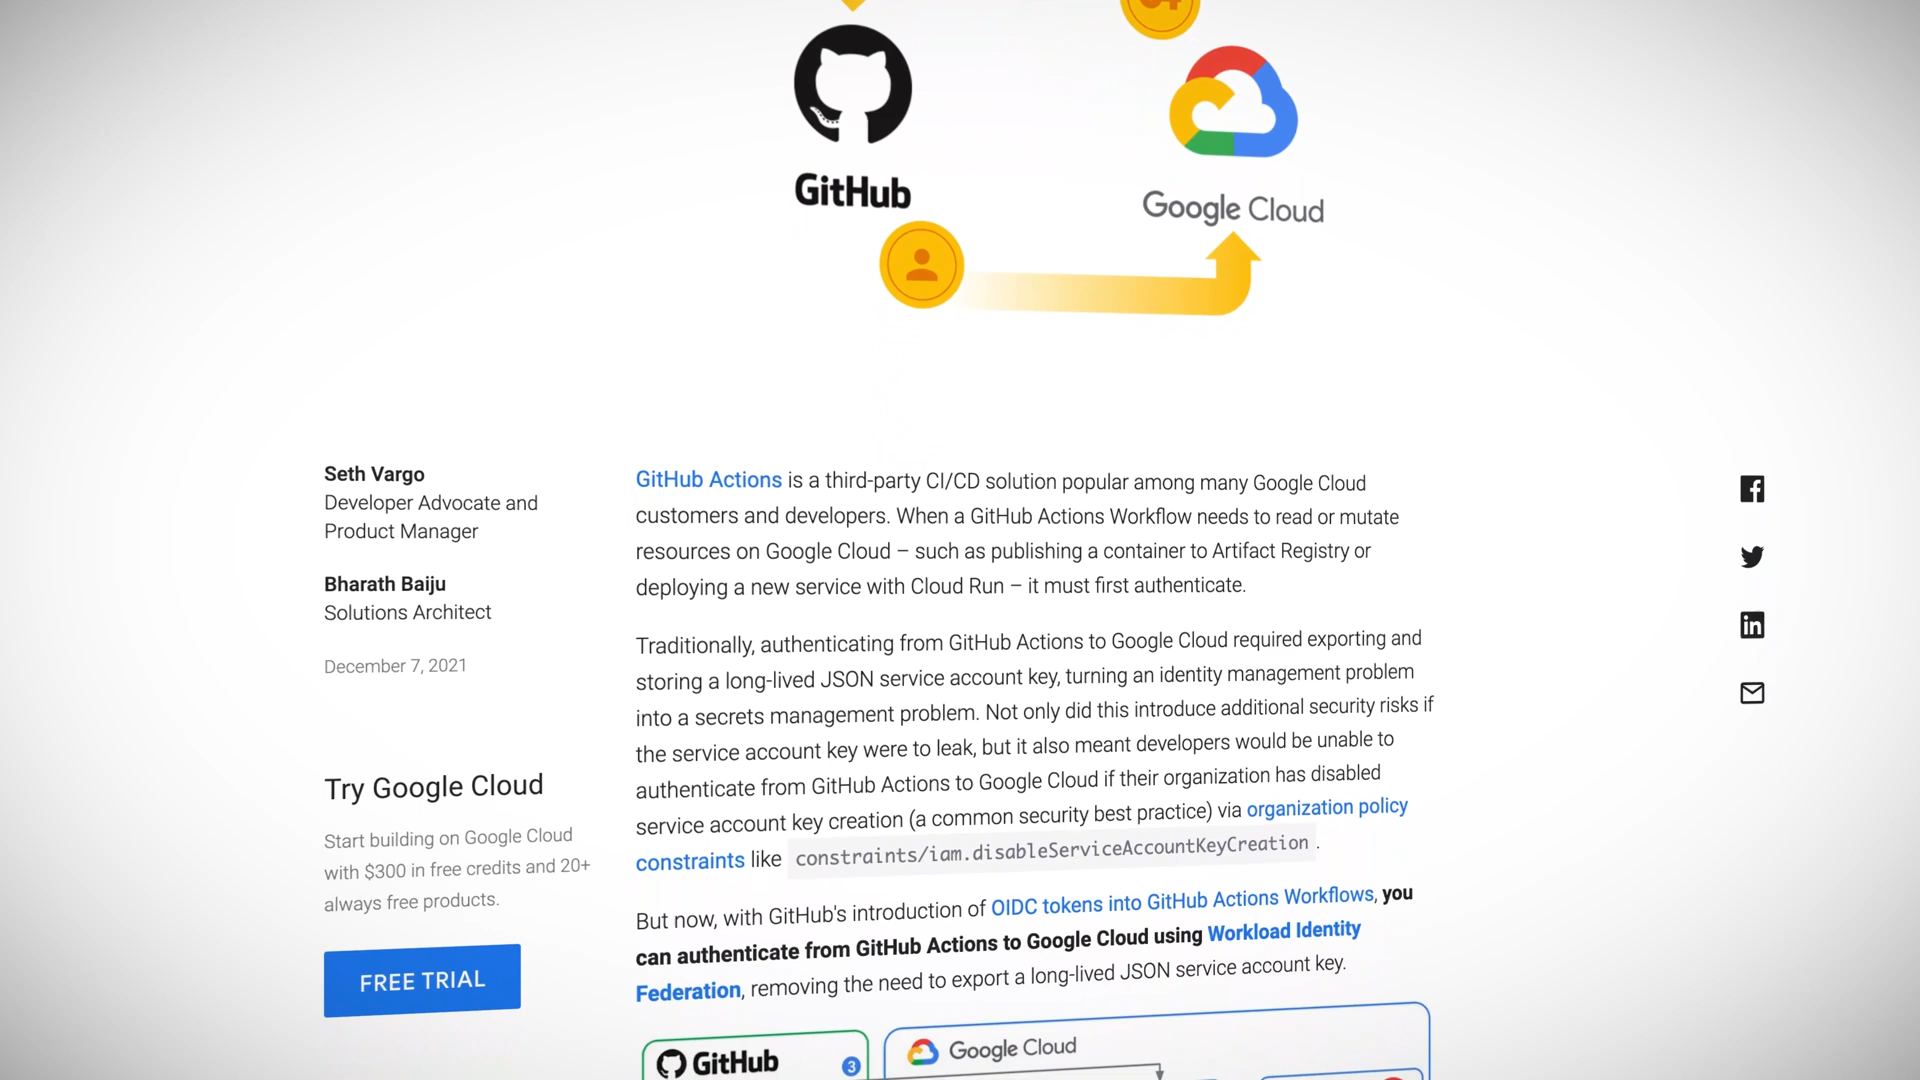 GitHub
Google Cloud
Seth Vargo
Developer Advocate and
Product Manager
Bharath Baiju
Solutions Architect
December 7, 2021
Try Google Cloud
Start building on Google Cloud
with $300 in free credits and 20+
always free products.
FREE TRIAL
GitHub Actions is a third-party CI/CD solution popular among many Google Cloud
customers and developers. When a GitHub Actions Workflow needs to read or mutate
resources on Google Cloud – such as publishing a container to Artifact Registry or
deploying a new service with Cloud Run – it must first authenticate.
Traditionally, authenticating from GitHub Actions to Google Cloud required exporting and
storing a long-lived JSON service account key, turning an identity management problem
into a secrets management problem. Not only did this introduce additional security risks if
the service account key were to leak, but it also meant developers would be unable to
authenticate from GitHub Actions to Google Cloud if their organization has disabled
service account key creation (a common security best practice) via organization policy
constraints like constraints/iam.disableServiceAccountKeyCreation .
But now, with GitHub's introduction of OIDC tokens into GitHub Actions Workflows, you
can authenticate from GitHub Actions to Google Cloud using Workload Identity
Federation, removing the need to export a long-lived JSON service account key.
GitHub
3
Google Cloud